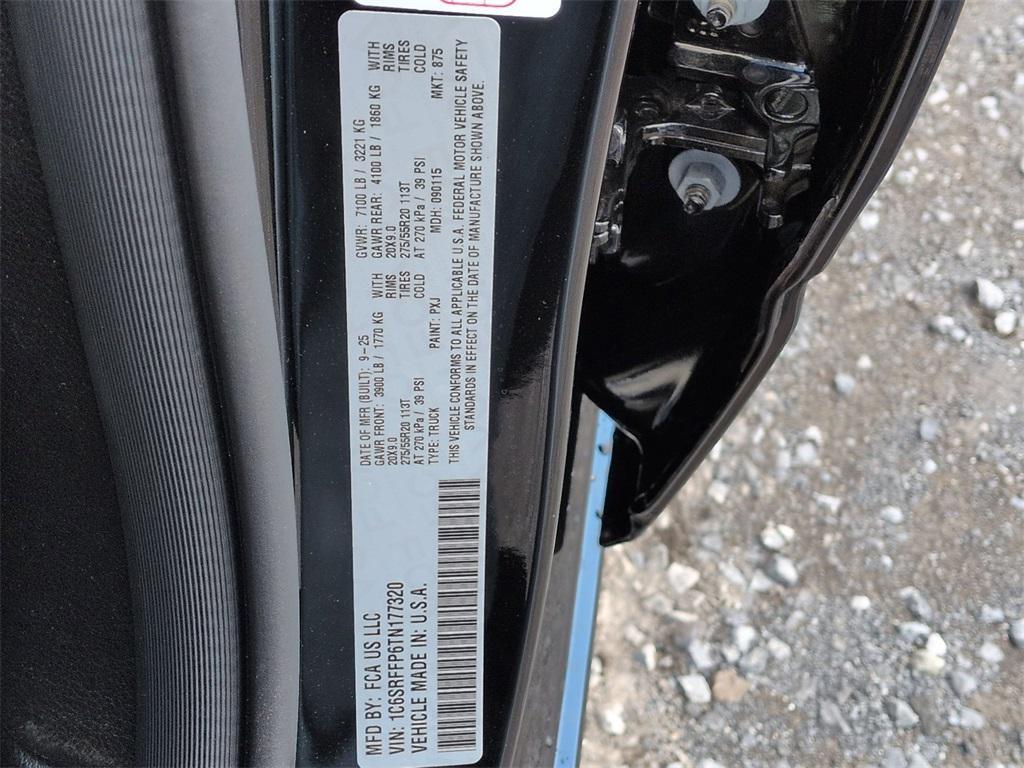 MFD BY: FCA US LLC
VIN: 1C6SRFFP6TN177320
VEHICLE MADE IN: U.S.A.
DATE OF MFR (BUILT): 9-25
GVWR: 7100 LB / 3221 KG
GAWR FRONT: 3900 LB / 1770 KG WITH
GAWR REAR: 4100 LB / 1860 KG WITH
20X9.0 RIMS
20X9.0 RIMS
275/55R20 113T TIRES
275/55R20 113T TIRES
AT 270 kPa / 39 PSI COLD
AT 270 kPa / 39 PSI COLD
TYPE: TRUCK PAINT: PXJ MDH: 090115 MKT: 875
THIS VEHICLE CONFORMS TO ALL APPLICABLE U.S.A. FEDERAL MOTOR VEHICLE SAFETY
STANDARDS IN EFFECT ON THE DATE OF MANUFACTURE SHOWN ABOVE.